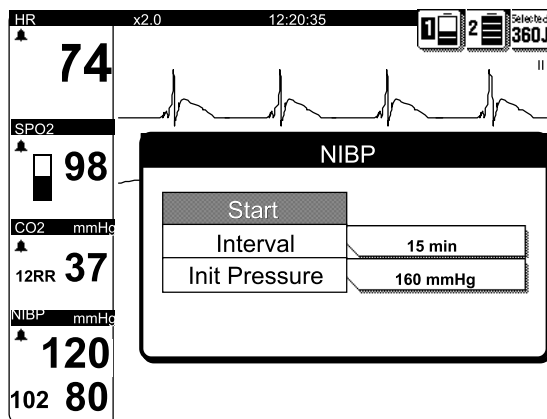 HR x2.0 12:20:35 1 2 Selected
74 360J
II
SPO2
98
NIBP
Start
CO2 mmHg
Interval 15 min
12RR 37
Init Pressure 160 mmHg
NIBP mmHg
120
102 80